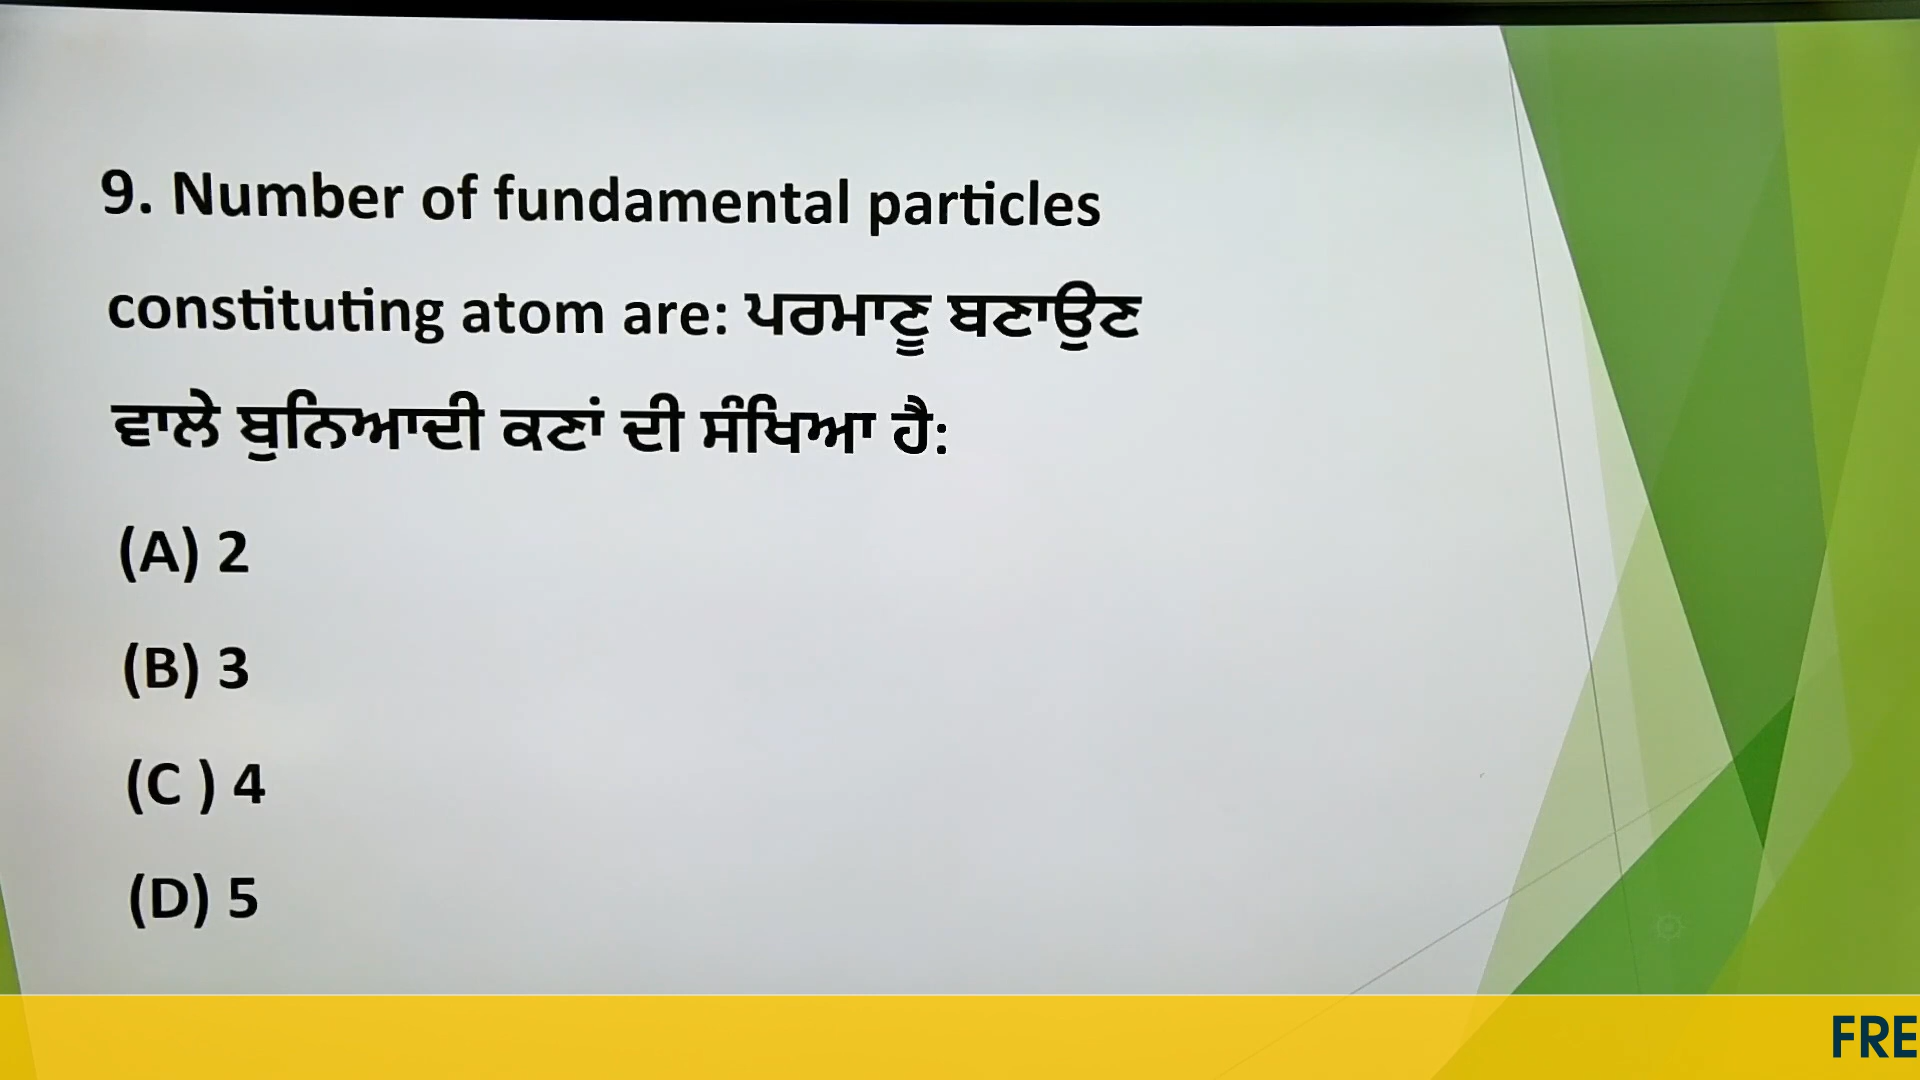 9. Number of fundamental particles
constituting atom are: ਪਰਮਾਣੂ ਬਣਾਉਣ
ਵਾਲੇ ਬੁਨਿਆਦੀ ਕਣਾਂ ਦੀ ਸੰਖਿਆ ਹੈ:
(A) 2
(B) 3
(C ) 4
(D) 5
FRE